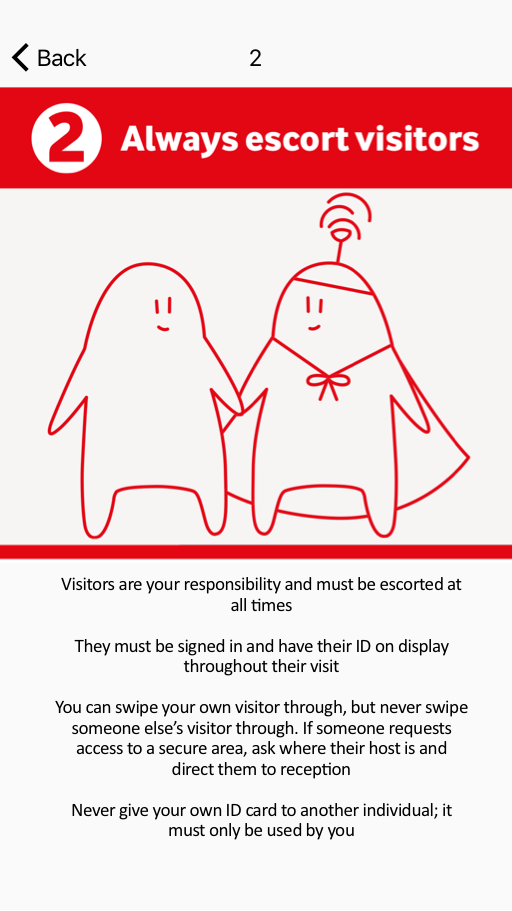 Back
2
2 Always escort visitors
Visitors are your responsibility and must be escorted at
all times
They must be signed in and have their ID on display
throughout their visit
You can swipe your own visitor through, but never swipe
someone else’s visitor through. If someone requests
access to a secure area, ask where their host is and
direct them to reception
Never give your own ID card to another individual; it
must only be used by you